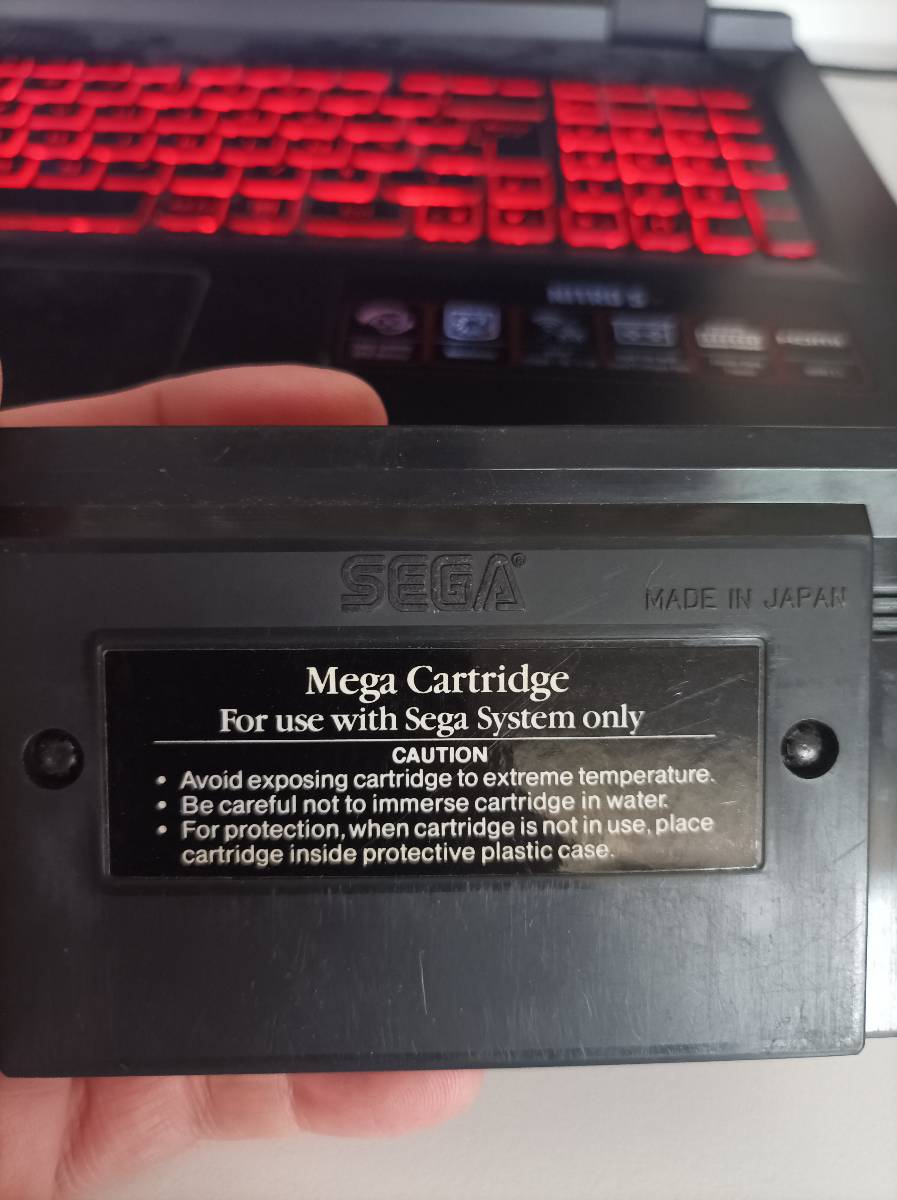 NITRO 5
SEGA®
MADE IN JAPAN
Mega Cartridge
For use with Sega System only
CAUTION
• Avoid exposing cartridge to extreme temperature.
• Be careful not to immerse cartridge in water.
• For protection, when cartridge is not in use, place
cartridge inside protective plastic case.